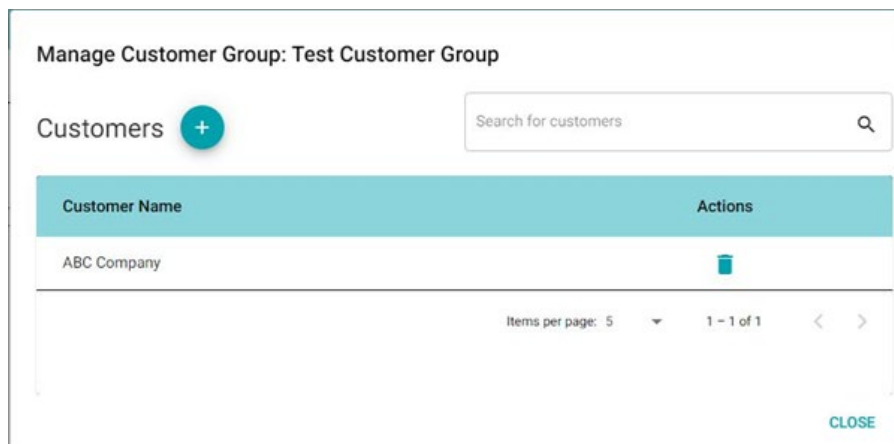 Manage Customer Group: Test Customer Group
Customers +
Search for customers
Customer Name Actions
ABC Company
Items per page: 5 1 – 1 of 1
CLOSE